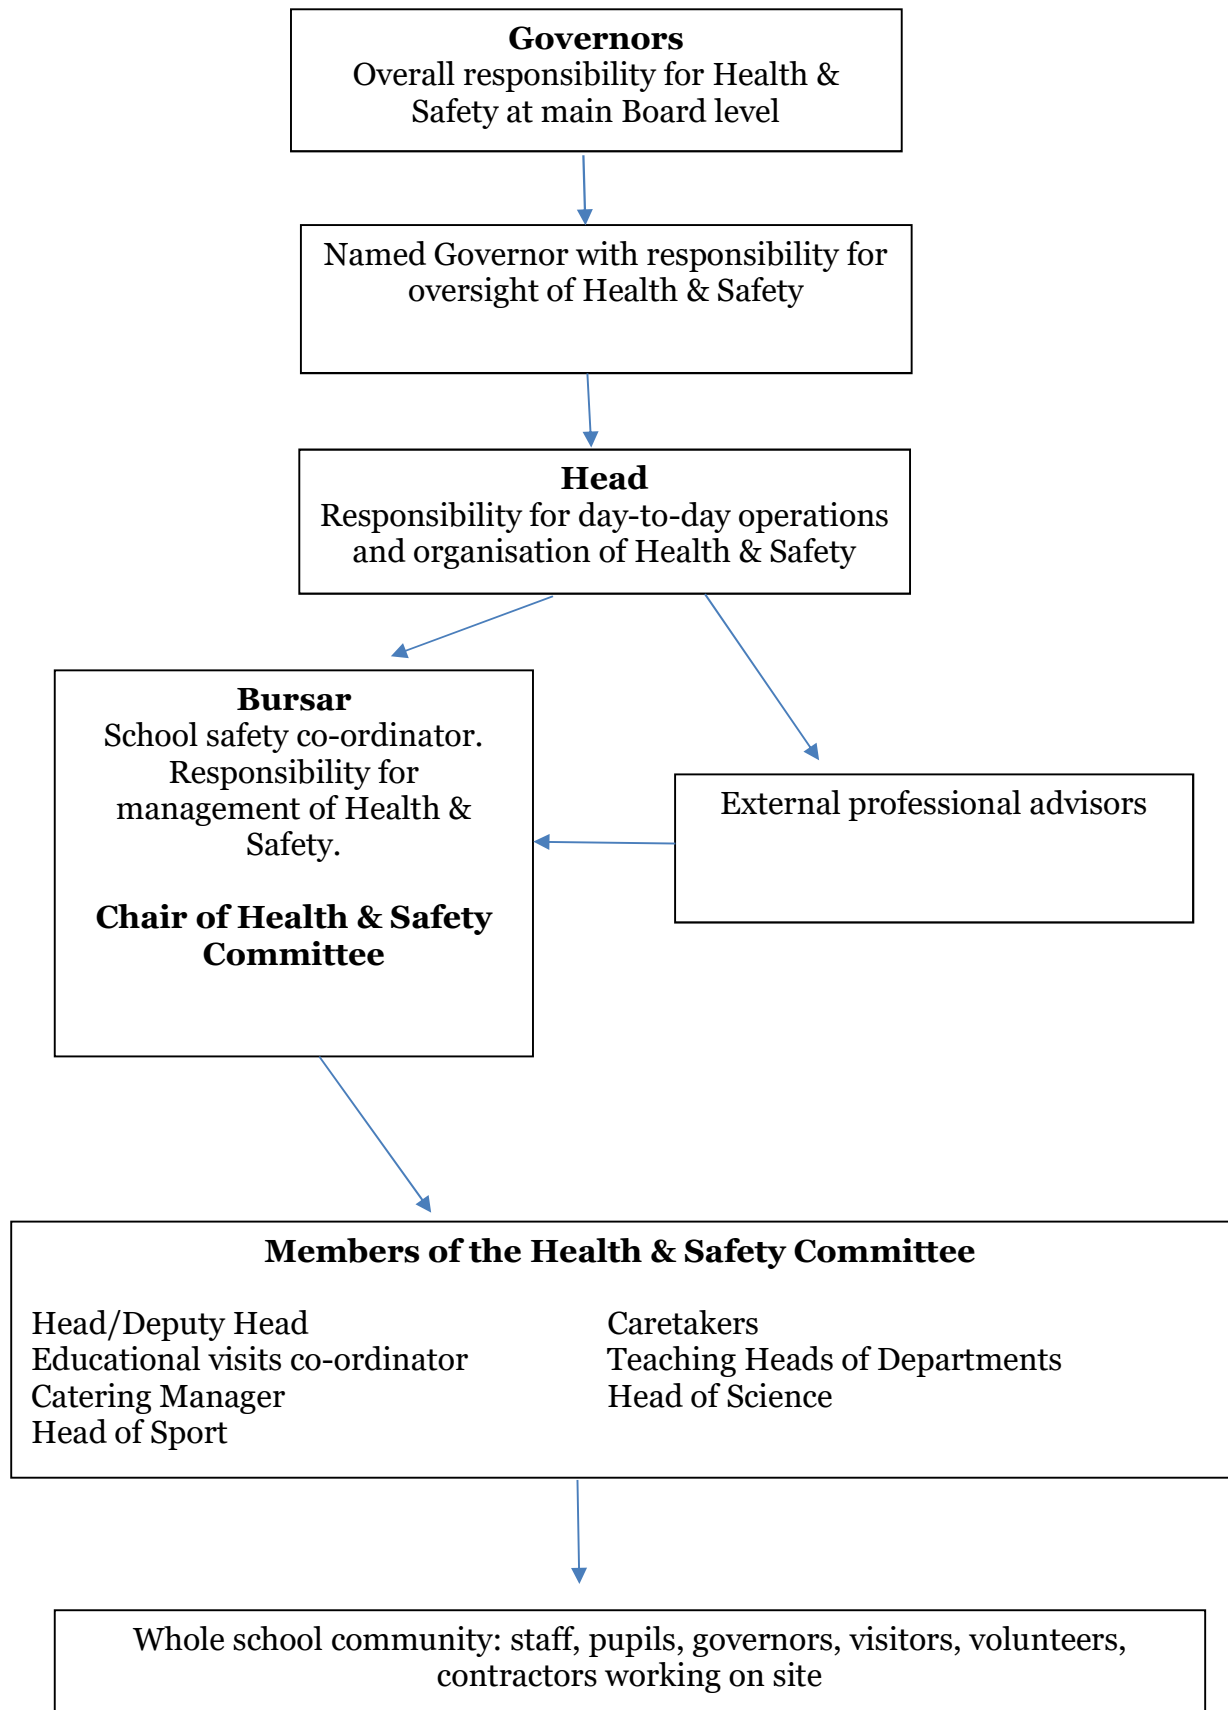 Governors
Overall responsibility for Health &
Safety at main Board level
Named Governor with responsibility for
oversight of Health & Safety
Head
Responsibility for day-to-day operations
and organisation of Health & Safety
Bursar
School safety co-ordinator.
Responsibility for
management of Health &
Safety.
Chair of Health & Safety
Committee
External professional advisors
Members of the Health & Safety Committee
Head/Deputy Head
Educational visits co-ordinator
Catering Manager
Head of Sport
Caretakers
Teaching Heads of Departments
Head of Science
Whole school community: staff, pupils, governors, visitors, volunteers,
contractors working on site